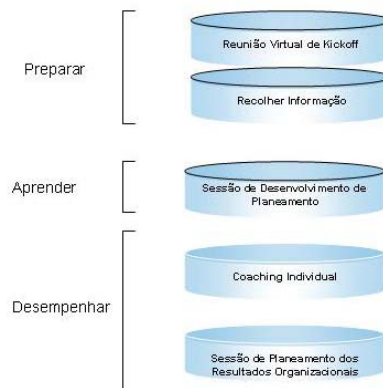 Preparar
Reunião Virtual de Kickoff
Recolher Informação
Aprender
Sessão de Desenvolvimento de
Planeamento
Desempenhar
Coaching Individual
Sessão de Planeamento dos
Resultados Organizacionais